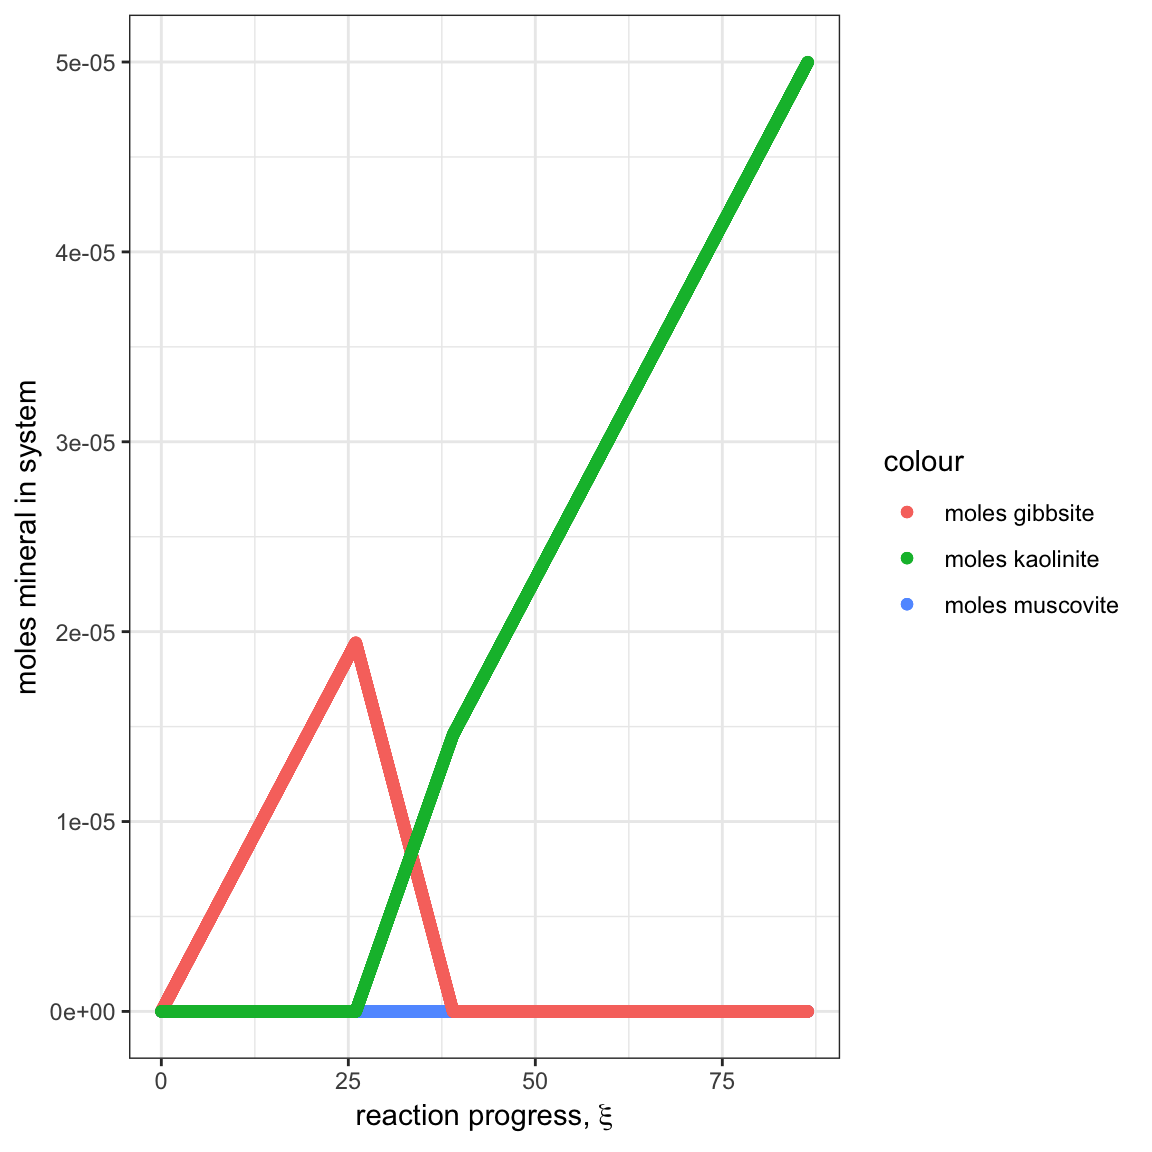 5e-05
4e-05
3e-05
2e-05
1e-05
0e+00
moles mineral in system
0 25 50 75
reaction progress, ξ
colour
moles gibbsite
moles kaolinite
moles muscovite